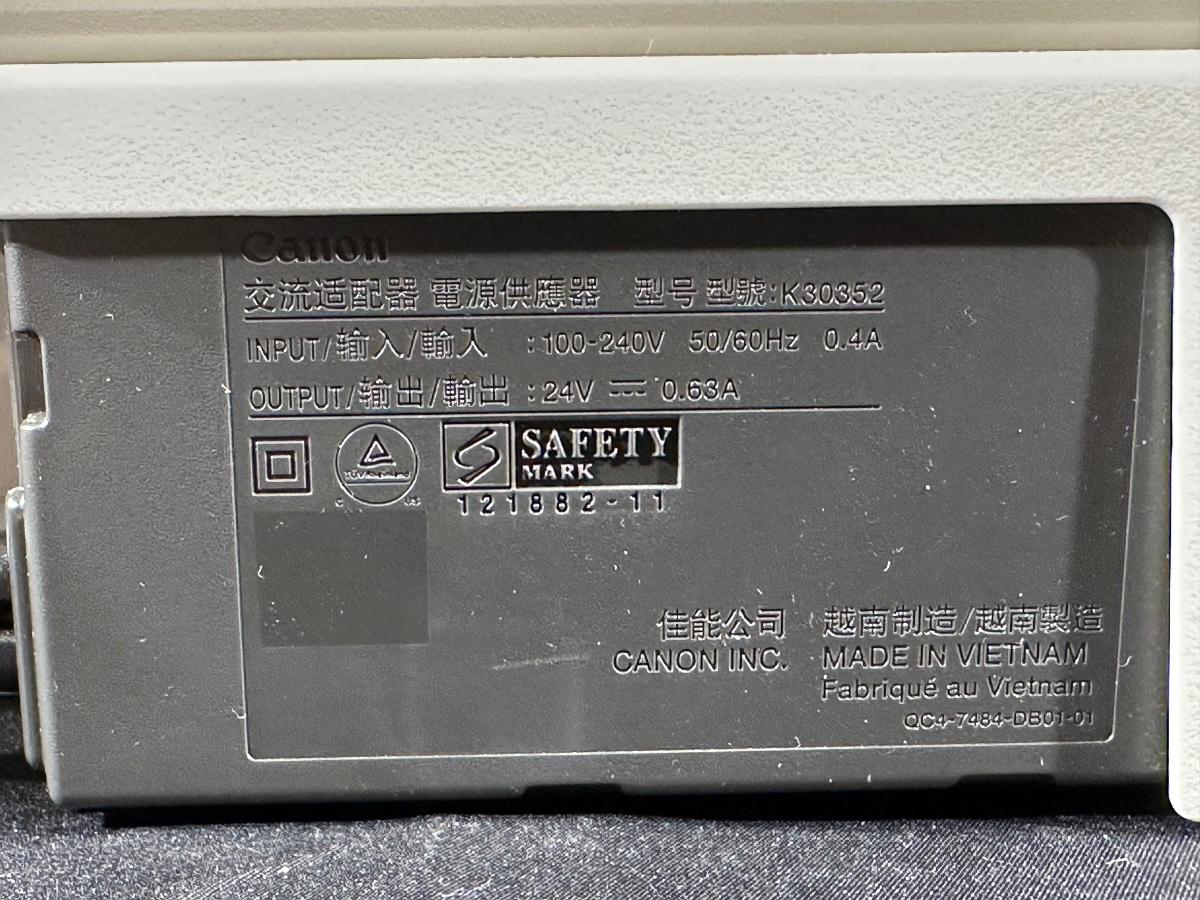 Canon
交流适配器 電源供應器 型号 型號:K30352
INPUT/输入/輸入 :100-240V 50/60Hz 0.4A
OUTPUT/输出/輸出 :24V ⎓ 0.63A
SAFETY
MARK
121882-11
佳能公司 越南制造/越南製造
CANON INC. MADE IN VIETNAM
Fabriqué au Vietnam
QC4-7484-DB01-01